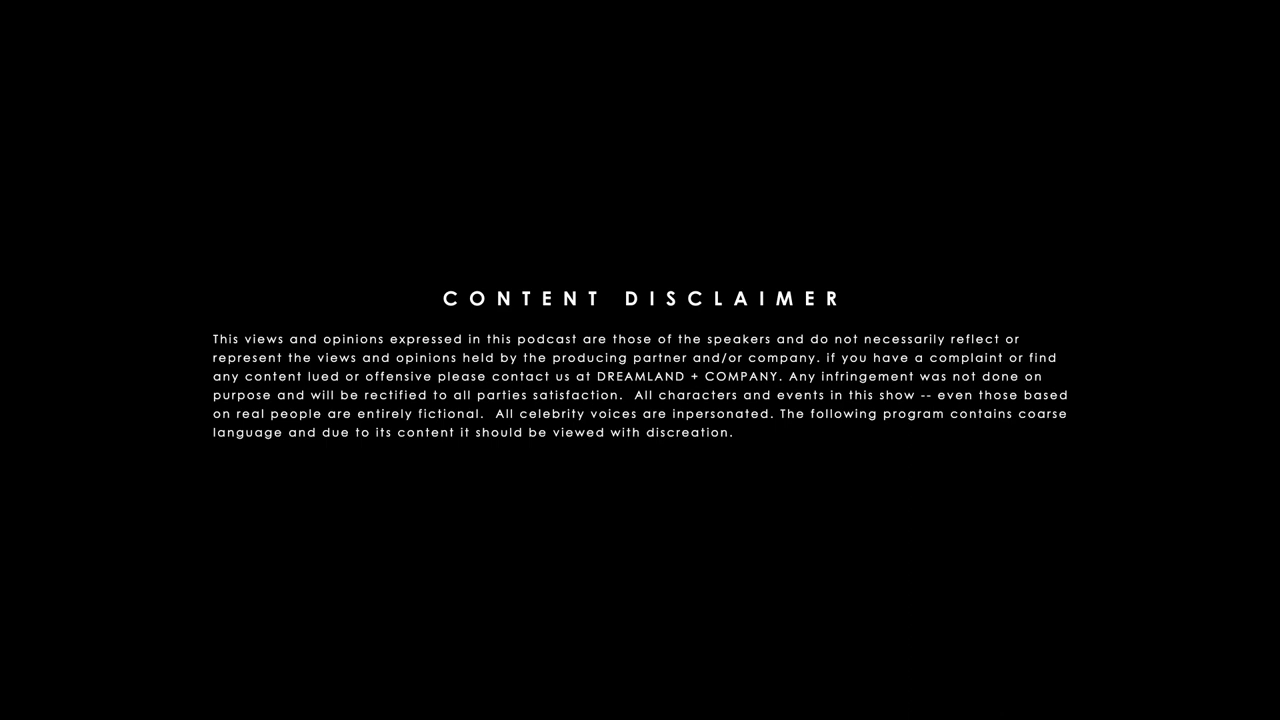 CONTENT DISCLAIMER
This views and opinions expressed in this podcast are those of the speakers and do not necessarily reflect or
represent the views and opinions held by the producing partner and/or company. if you have a complaint or find
any content lued or offensive please contact us at DREAMLAND + COMPANY. Any infringement was not done on
purpose and will be rectified to all parties satisfaction.  All characters and events in this show -- even those based
on real people are entirely fictional.  All celebrity voices are inpersonated. The following program contains coarse
language and due to its content it should be viewed with discreation.